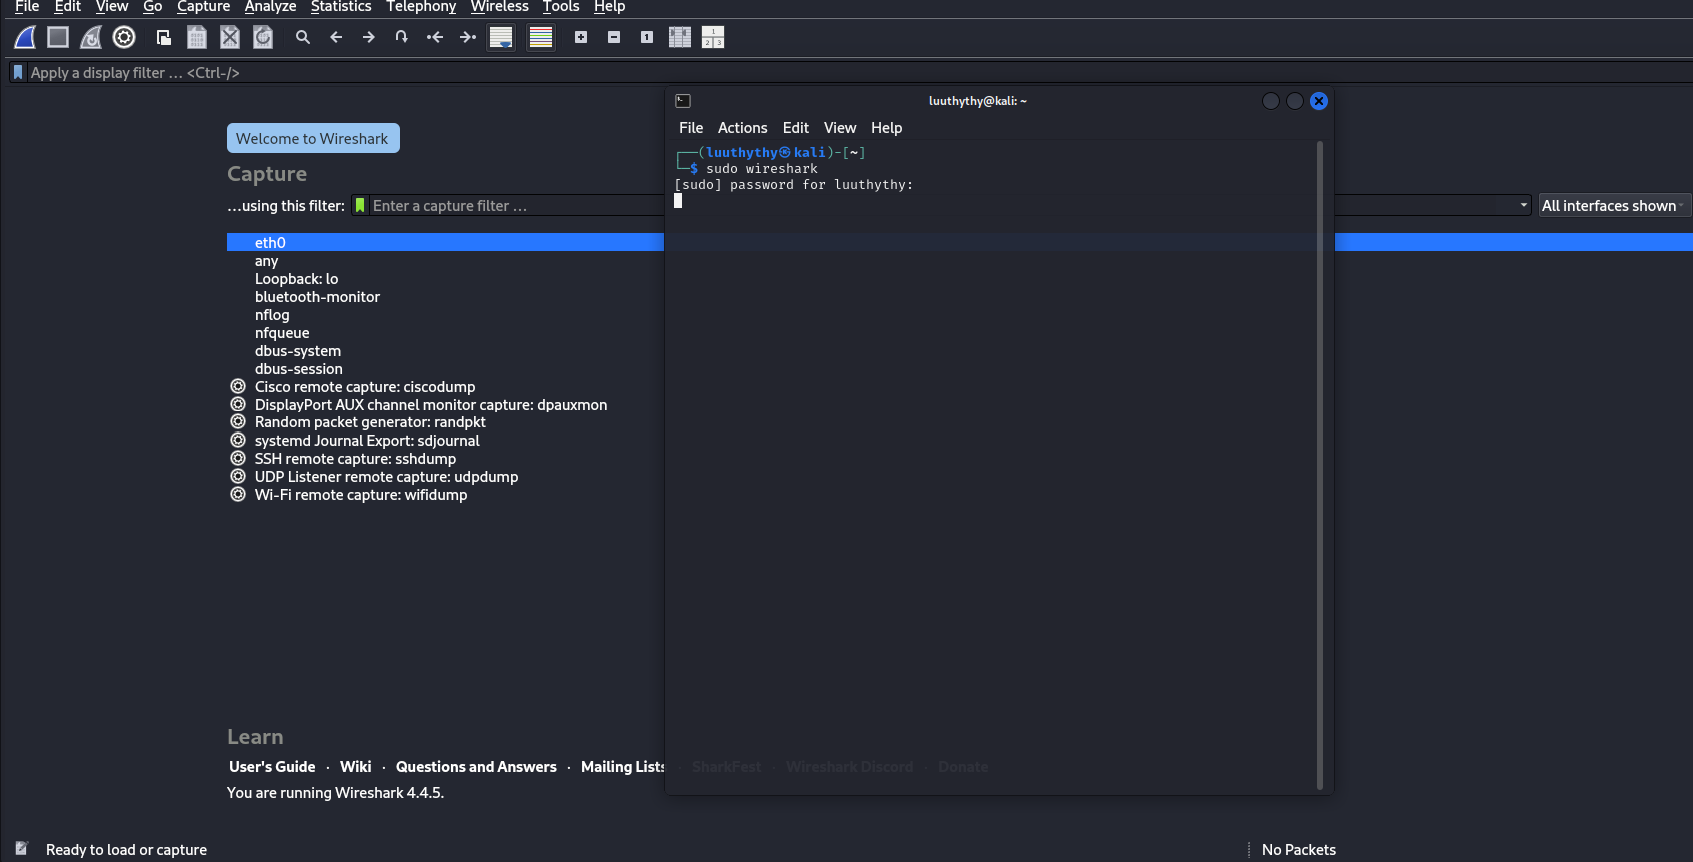 File Edit View Go Capture Analyze Statistics Telephony Wireless Tools Help
Apply a display filter … <Ctrl-/>
Welcome to Wireshark
Capture
…using this filter: Enter a capture filter …
All interfaces shown
eth0
any
Loopback: lo
bluetooth-monitor
nflog
nfqueue
dbus-system
dbus-session
Cisco remote capture: ciscodump
DisplayPort AUX channel monitor capture: dpauxmon
Random packet generator: randpkt
systemd Journal Export: sdjournal
SSH remote capture: sshdump
UDP Listener remote capture: udpdump
Wi-Fi remote capture: wifidump
Learn
User's Guide · Wiki · Questions and Answers · Mailing Lists · SharkFest · Wireshark Discord · Donate
You are running Wireshark 4.4.5.
Ready to load or capture
No Packets
luuthythy@kali: ~
File Actions Edit View Help
┌──(luuthythy㉿kali)-[~]
└─$ sudo wireshark
[sudo] password for luuthythy: